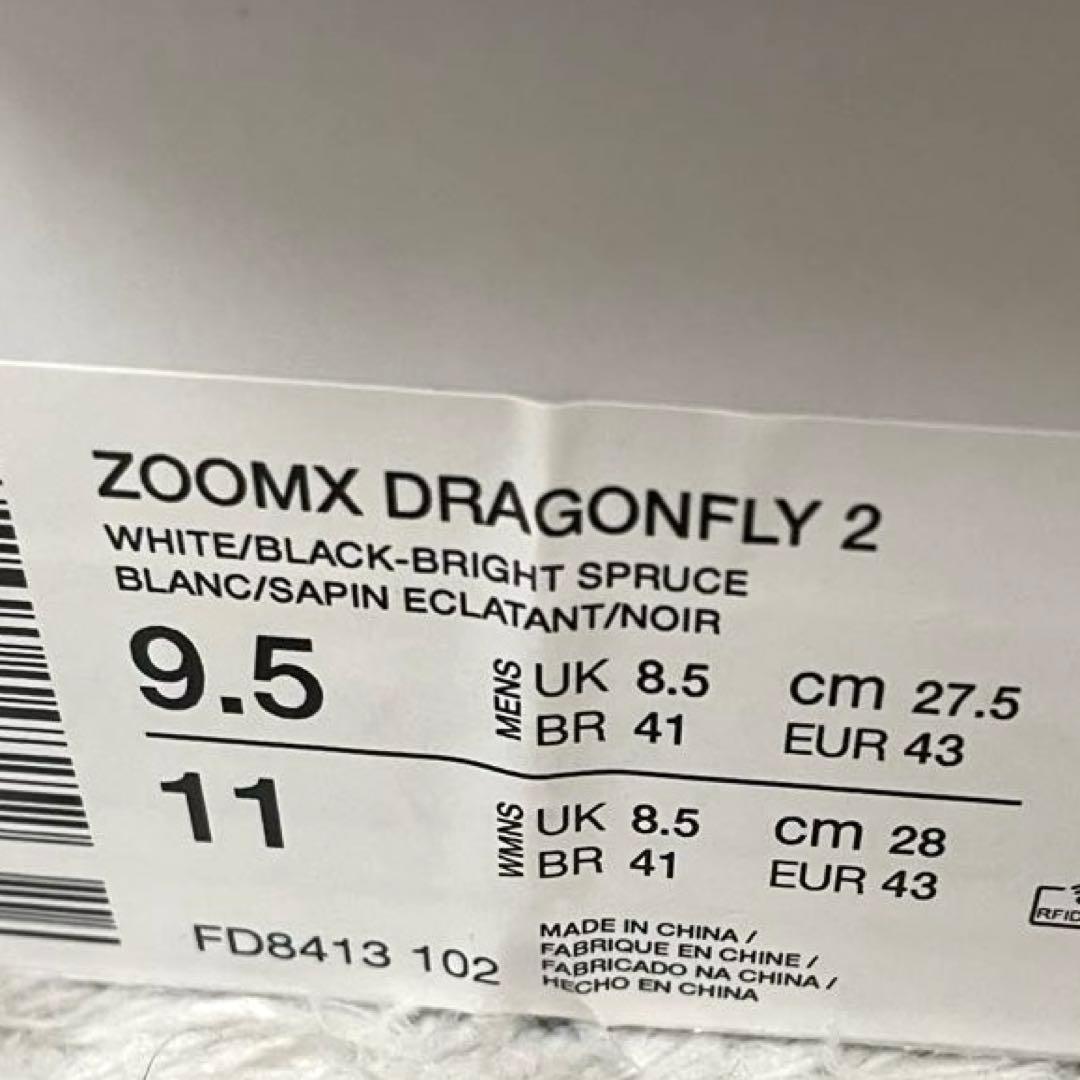 ZOOMX DRAGONFLY 2
WHITE/BLACK-BRIGHT SPRUCE
BLANC/SAPIN ECLATANT/NOIR
9.5 MENS UK 8.5 cm 27.5
BR 41 EUR 43
11 WMNS UK 8.5 cm 28
BR 41 EUR 43
FD8413 102
MADE IN CHINA /
FABRIQUE EN CHINE /
FABRICADO NA CHINA /
HECHO EN CHINA
RFID